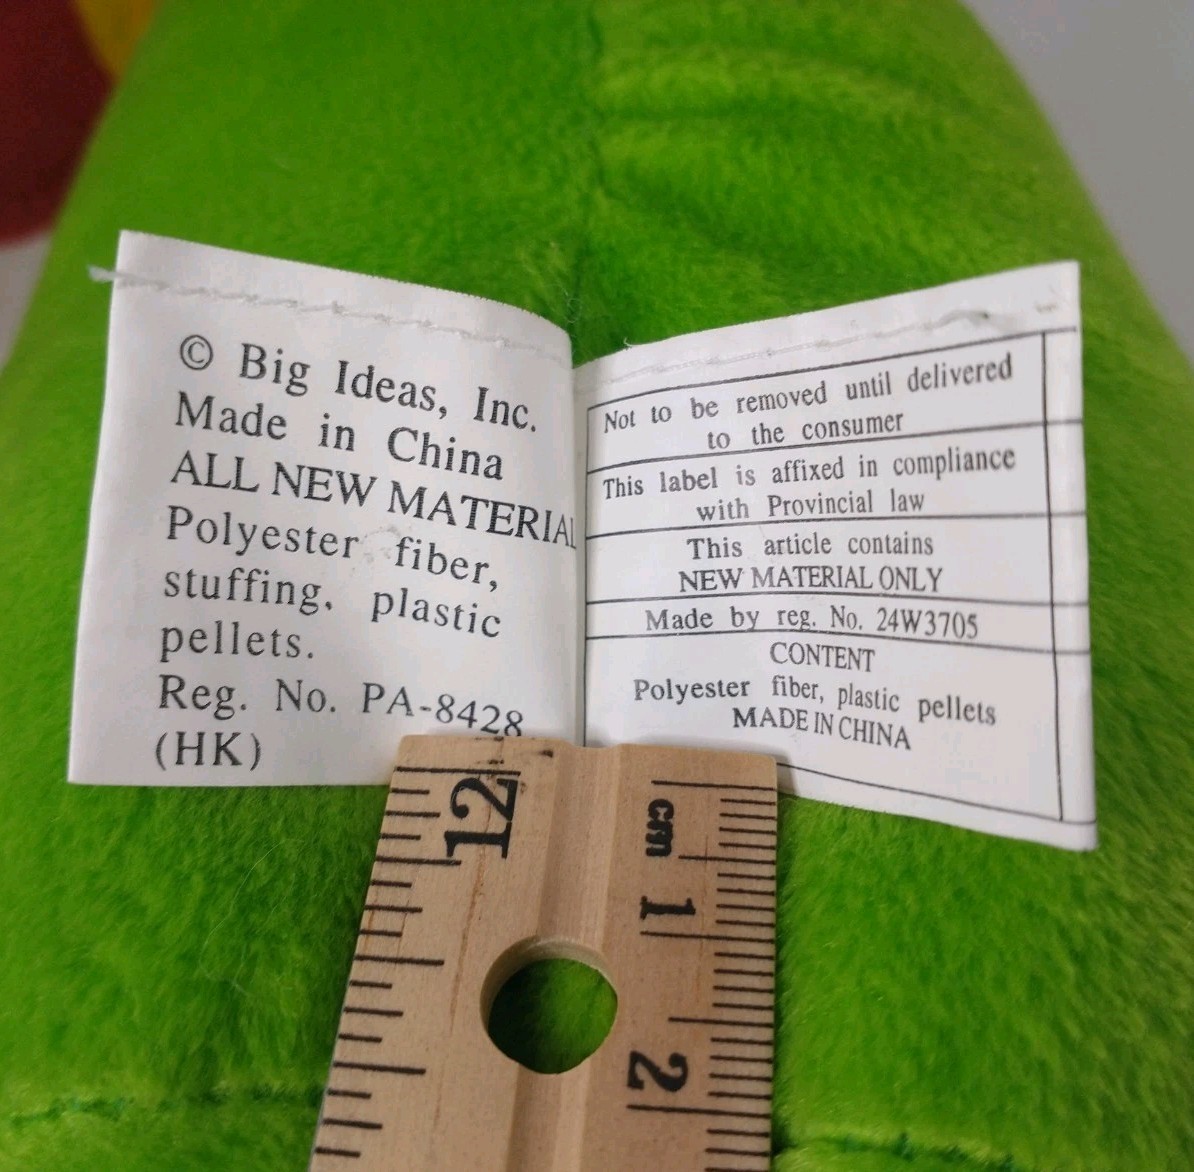 © Big Ideas, Inc.
Made in China
ALL NEW MATERIAL
Polyester fiber,
stuffing, plastic
pellets.
Reg. No. PA-8428
(HK)
Not to be removed until delivered
to the consumer
This label is affixed in compliance
with Provincial law
This article contains
NEW MATERIAL ONLY
Made by reg. No. 24W3705
CONTENT
Polyester fiber, plastic pellets
MADE IN CHINA
12
cm
1
2